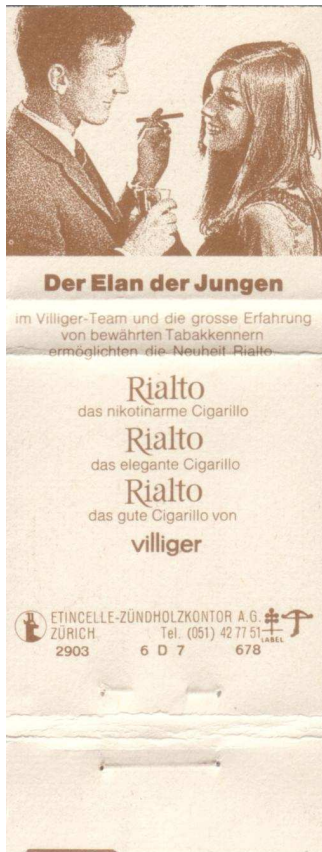 Der Elan der Jungen
im Villiger-Team und die grosse Erfahrung
von bewährten Tabakkennern
ermöglichten die Neuheit Rialto
Rialto
das nikotinarme Cigarillo
Rialto
das elegante Cigarillo
Rialto
das gute Cigarillo von
villiger
ETINCELLE-ZÜNDHOLZKONTOR A.G.
ZÜRICH. Tel. (051) 42 77 51
LABEL
2903 6 D 7 678